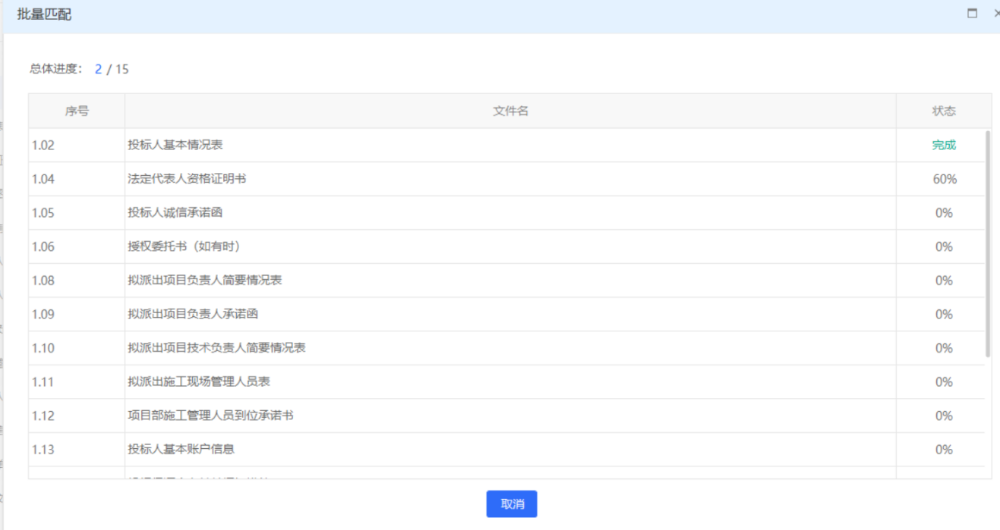 批量匹配
总体进度： 2 / 15
序号 文件名 状态
1.02 投标人基本情况表 完成
1.04 法定代表人资格证明书 60%
1.05 投标人诚信承诺函 0%
1.06 授权委托书（如有时） 0%
1.08 拟派出项目负责人简要情况表 0%
1.09 拟派出项目负责人承诺函 0%
1.10 拟派出项目技术负责人简要情况表 0%
1.11 拟派出施工现场管理人员表 0%
1.12 项目部施工管理人员到位承诺书 0%
1.13 投标人基本账户信息 0%
取消